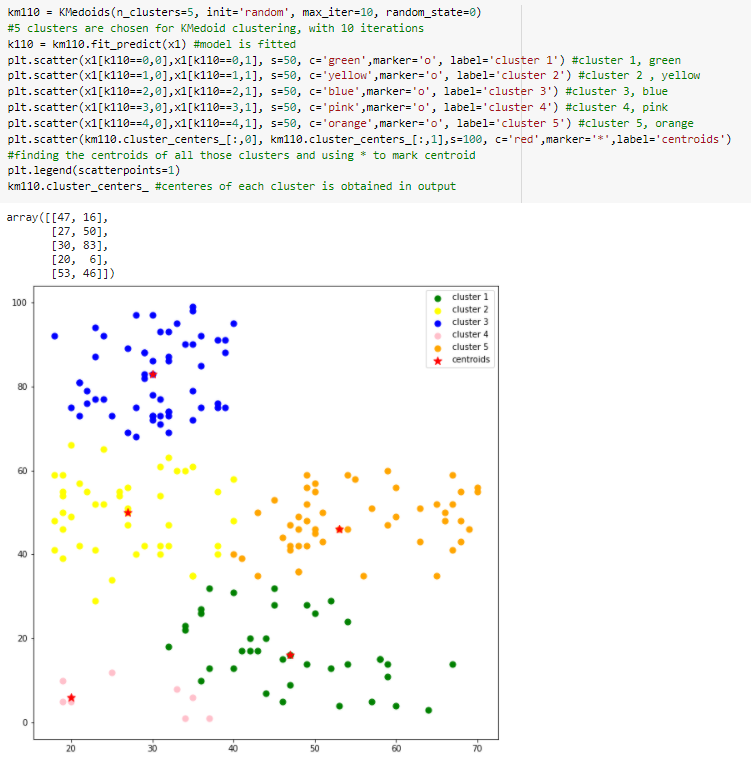 km110 = KMedoids(n_clusters=5, init='random', max_iter=10, random_state=0)
#5 clusters are chosen for KMedoid clustering, with 10 iterations
k110 = km110.fit_predict(x1) #model is fitted
plt.scatter(x1[k110==0,0],x1[k110==0,1], s=50, c='green',marker='o', label='cluster 1') #cluster 1, green
plt.scatter(x1[k110==1,0],x1[k110==1,1], s=50, c='yellow',marker='o', label='cluster 2') #cluster 2 , yellow
plt.scatter(x1[k110==2,0],x1[k110==2,1], s=50, c='blue',marker='o', label='cluster 3') #cluster 3, blue
plt.scatter(x1[k110==3,0],x1[k110==3,1], s=50, c='pink',marker='o', label='cluster 4') #cluster 4, pink
plt.scatter(x1[k110==4,0],x1[k110==4,1], s=50, c='orange',marker='o', label='cluster 5') #cluster 5, orange
plt.scatter(km110.cluster_centers_[:,0], km110.cluster_centers_[:,1],s=100, c='red',marker='*',label='centroids')
#finding the centroids of all those clusters and using * to mark centroid
plt.legend(scatterpoints=1)
km110.cluster_centers_ #centeres of each cluster is obtained in output
array([[47, 16],
[27, 50],
[30, 83],
[20, 6],
[53, 46]])
cluster 1
cluster 2
cluster 3
cluster 4
cluster 5
centroids
100
80
60
40
20
0
20 30 40 50 60 70